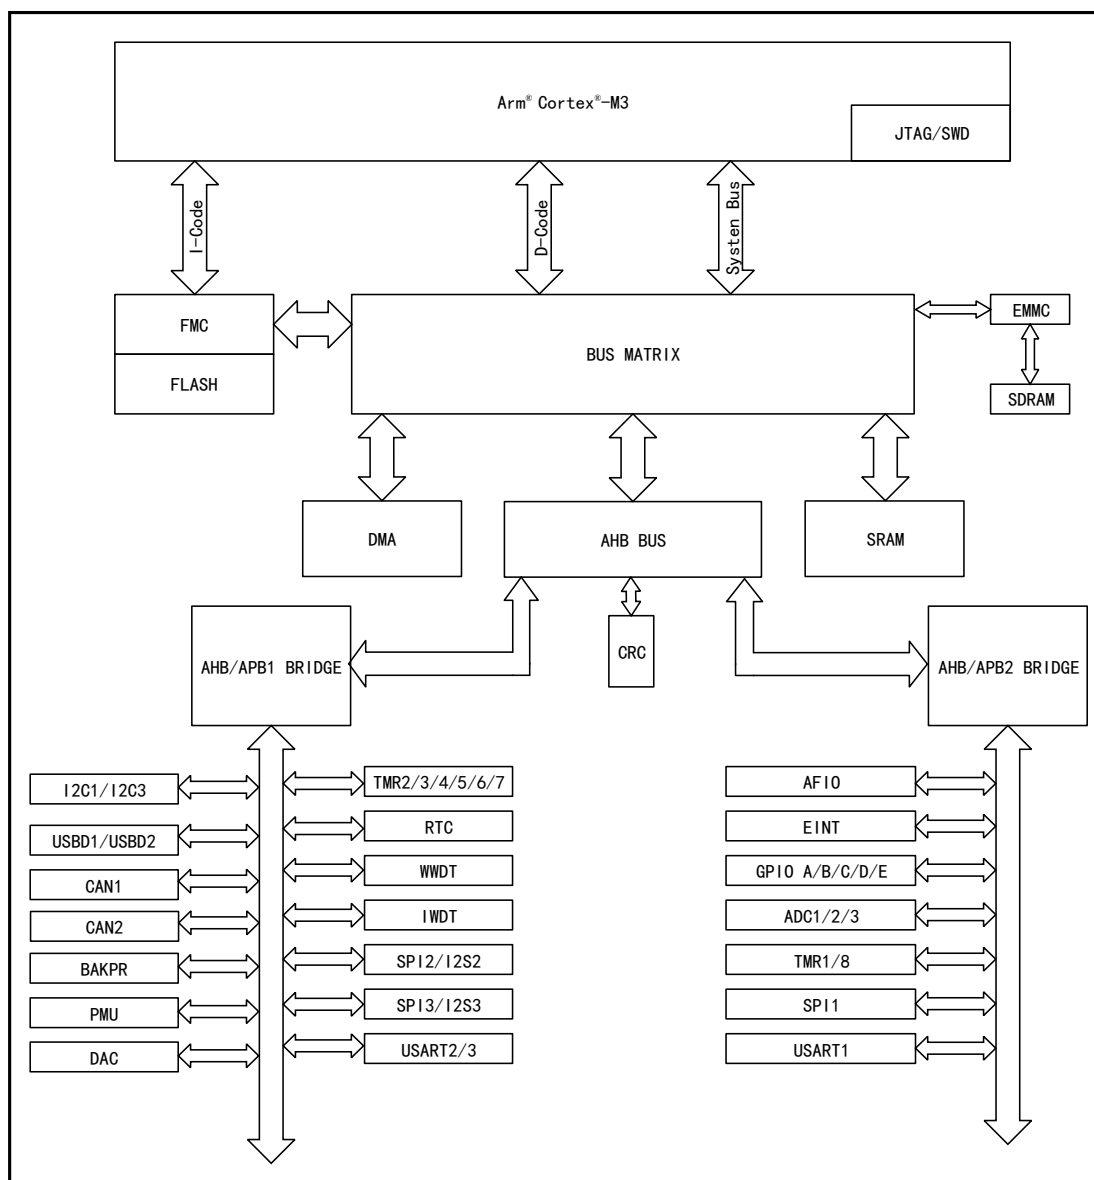 Arm® Cortex®-M3
JTAG/SWD
I-Code
D-Code
Systen Bus
FMC
FLASH
BUS MATRIX
EMMC
SDRAM
DMA
AHB BUS
SRAM
CRC
AHB/APB1 BRIDGE
AHB/APB2 BRIDGE
I2C1/I2C3
USBD1/USBD2
CAN1
CAN2
BAKPR
PMU
DAC
TMR2/3/4/5/6/7
RTC
WWDT
IWDT
SPI2/I2S2
SPI3/I2S3
USART2/3
AFIO
EINT
GPIO A/B/C/D/E
ADC1/2/3
TMR1/8
SPI1
USART1